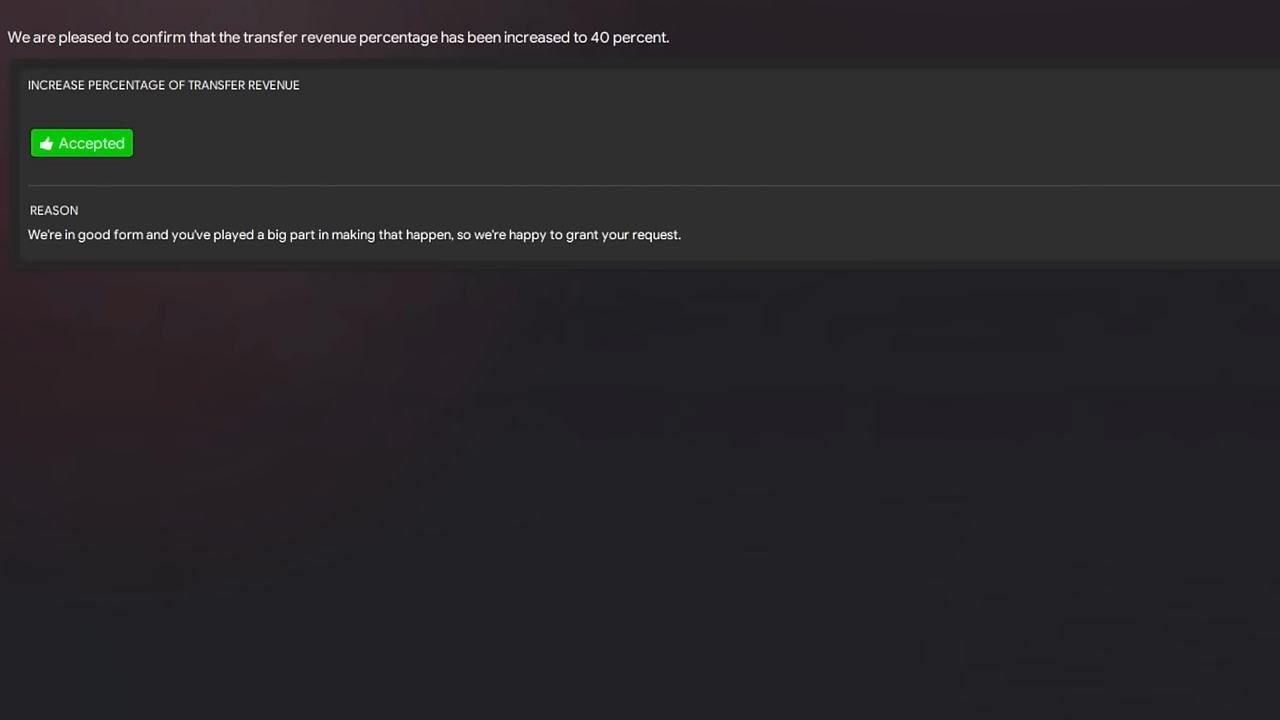 We are pleased to confirm that the transfer revenue percentage has been increased to 40 percent.
INCREASE PERCENTAGE OF TRANSFER REVENUE
Accepted
REASON
We're in good form and you've played a big part in making that happen, so we're happy to grant your request.